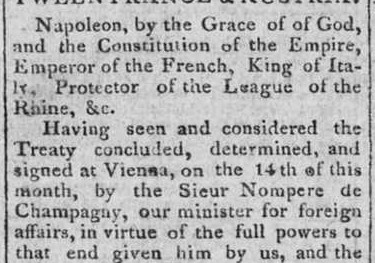 TWEEN FRANCE & AUSTRIA.
Napoleon, by the Grace of of God,
and the Constitution of the Empire,
Emperor of the French, King of Ita-
ly, Protector of the League of the
Rhine, &c.
Having seen and considered the
Treaty concluded, determined, and
signed at Vienna, on the 14th of this
month, by the Sieur Nompere de
Champagny, our minister for foreign
affairs, in virtue of the full powers to
that end given him by us, and the